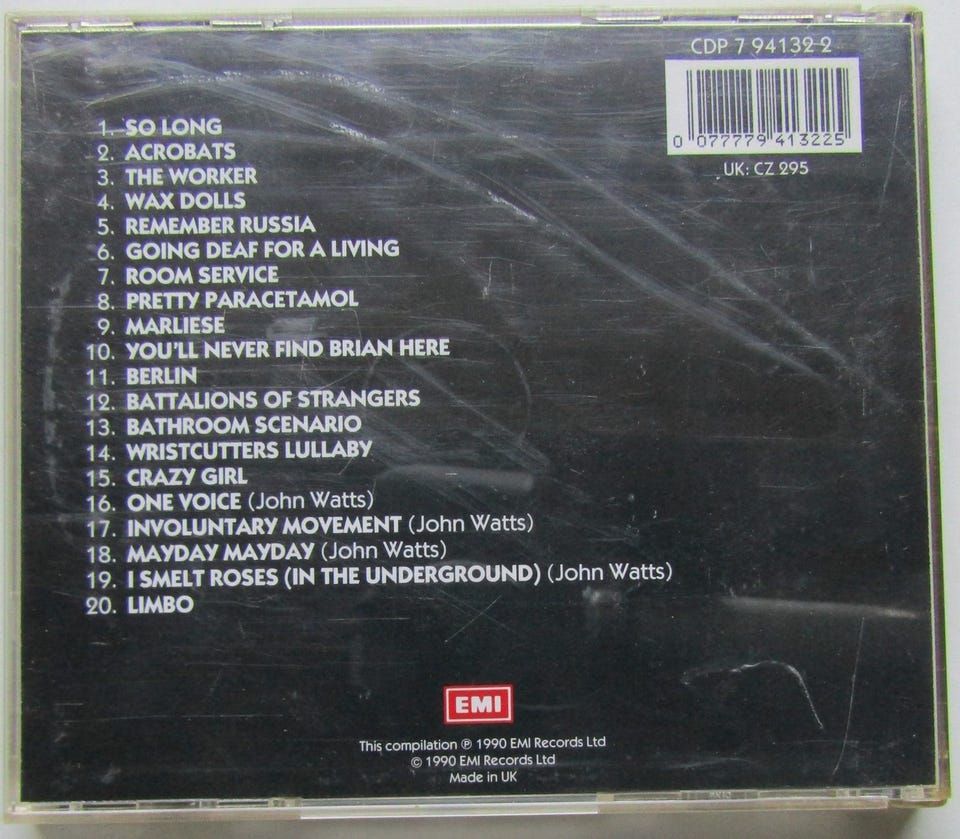 CDP 7 94132 2
0 077779 413225
UK: CZ 295
1. SO LONG
2. ACROBATS
3. THE WORKER
4. WAX DOLLS
5. REMEMBER RUSSIA
6. GOING DEAF FOR A LIVING
7. ROOM SERVICE
8. PRETTY PARACETAMOL
9. MARLIESE
10. YOU'LL NEVER FIND BRIAN HERE
11. BERLIN
12. BATTALIONS OF STRANGERS
13. BATHROOM SCENARIO
14. WRISTCUTTERS LULLABY
15. CRAZY GIRL
16. ONE VOICE (John Watts)
17. INVOLUNTARY MOVEMENT (John Watts)
18. MAYDAY MAYDAY (John Watts)
19. I SMELT ROSES (IN THE UNDERGROUND) (John Watts)
20. LIMBO
EMI
This compilation ℗ 1990 EMI Records Ltd
© 1990 EMI Records Ltd
Made in UK